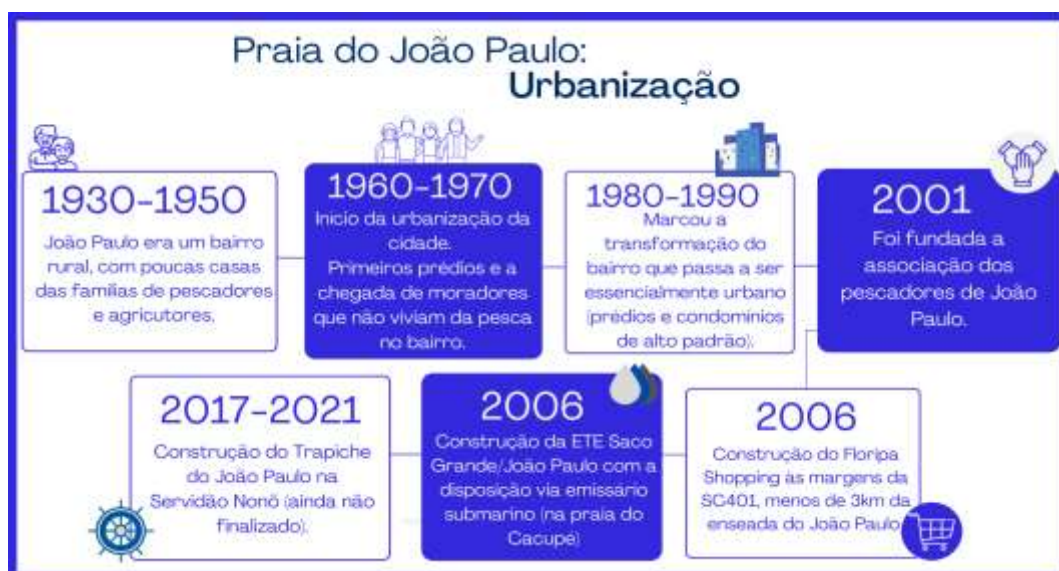 Praia do João Paulo:
Urbanização
1930-1950
João Paulo era um bairro
rural, com poucas casas
das famílias de pescadores
e agricutores.
1960-1970
Início da urbanização da
cidade.
Primeiros prédios e a
chegada de moradores
que não viviam da pesca
no bairro.
1980-1990
Marcou a
transformação do
bairro que passa a ser
essencialmente urbano
(prédios e condomínios
de alto padrão).
2001
Foi fundada a
associação dos
pescadores de João
Paulo.
2006
Construção do Floripa
Shopping às margens da
SC401, menos de 3km da
enseada do João Paulo
2006
Construção da ETE Saco
Grande/João Paulo com a
disposição via emissário
submarino (na praia do
Cacupé)
2017-2021
Construção do Trapiche
do João Paulo na
Servidão Nonô (ainda não
finalizado).